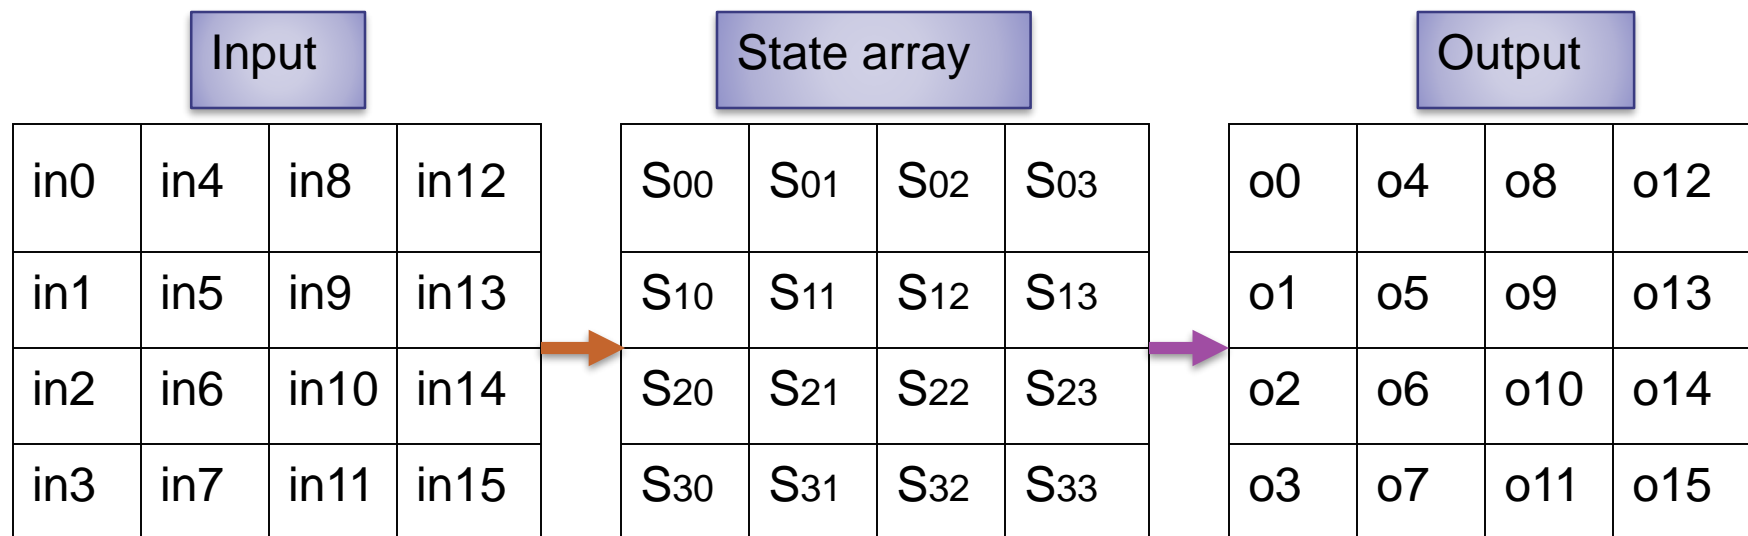 Input State array Output
in0 in4 in8 in12 S00 S01 S02 S03 o0 o4 o8 o12
in1 in5 in9 in13 S10 S11 S12 S13 o1 o5 o9 o13
in2 in6 in10 in14 S20 S21 S22 S23 o2 o6 o10 o14
in3 in7 in11 in15 S30 S31 S32 S33 o3 o7 o11 o15